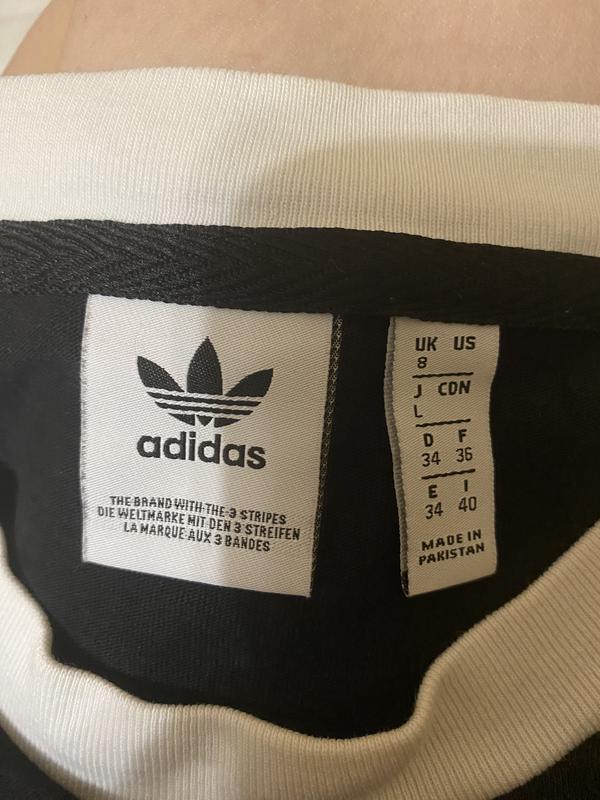 adidas
THE BRAND WITH THE 3 STRIPES
DIE WELTMARKE MIT DEN 3 STREIFEN
LA MARQUE AUX 3 BANDES
UK US
8
J CDN
L
D F
34 36
E I
34 40
MADE IN
PAKISTAN